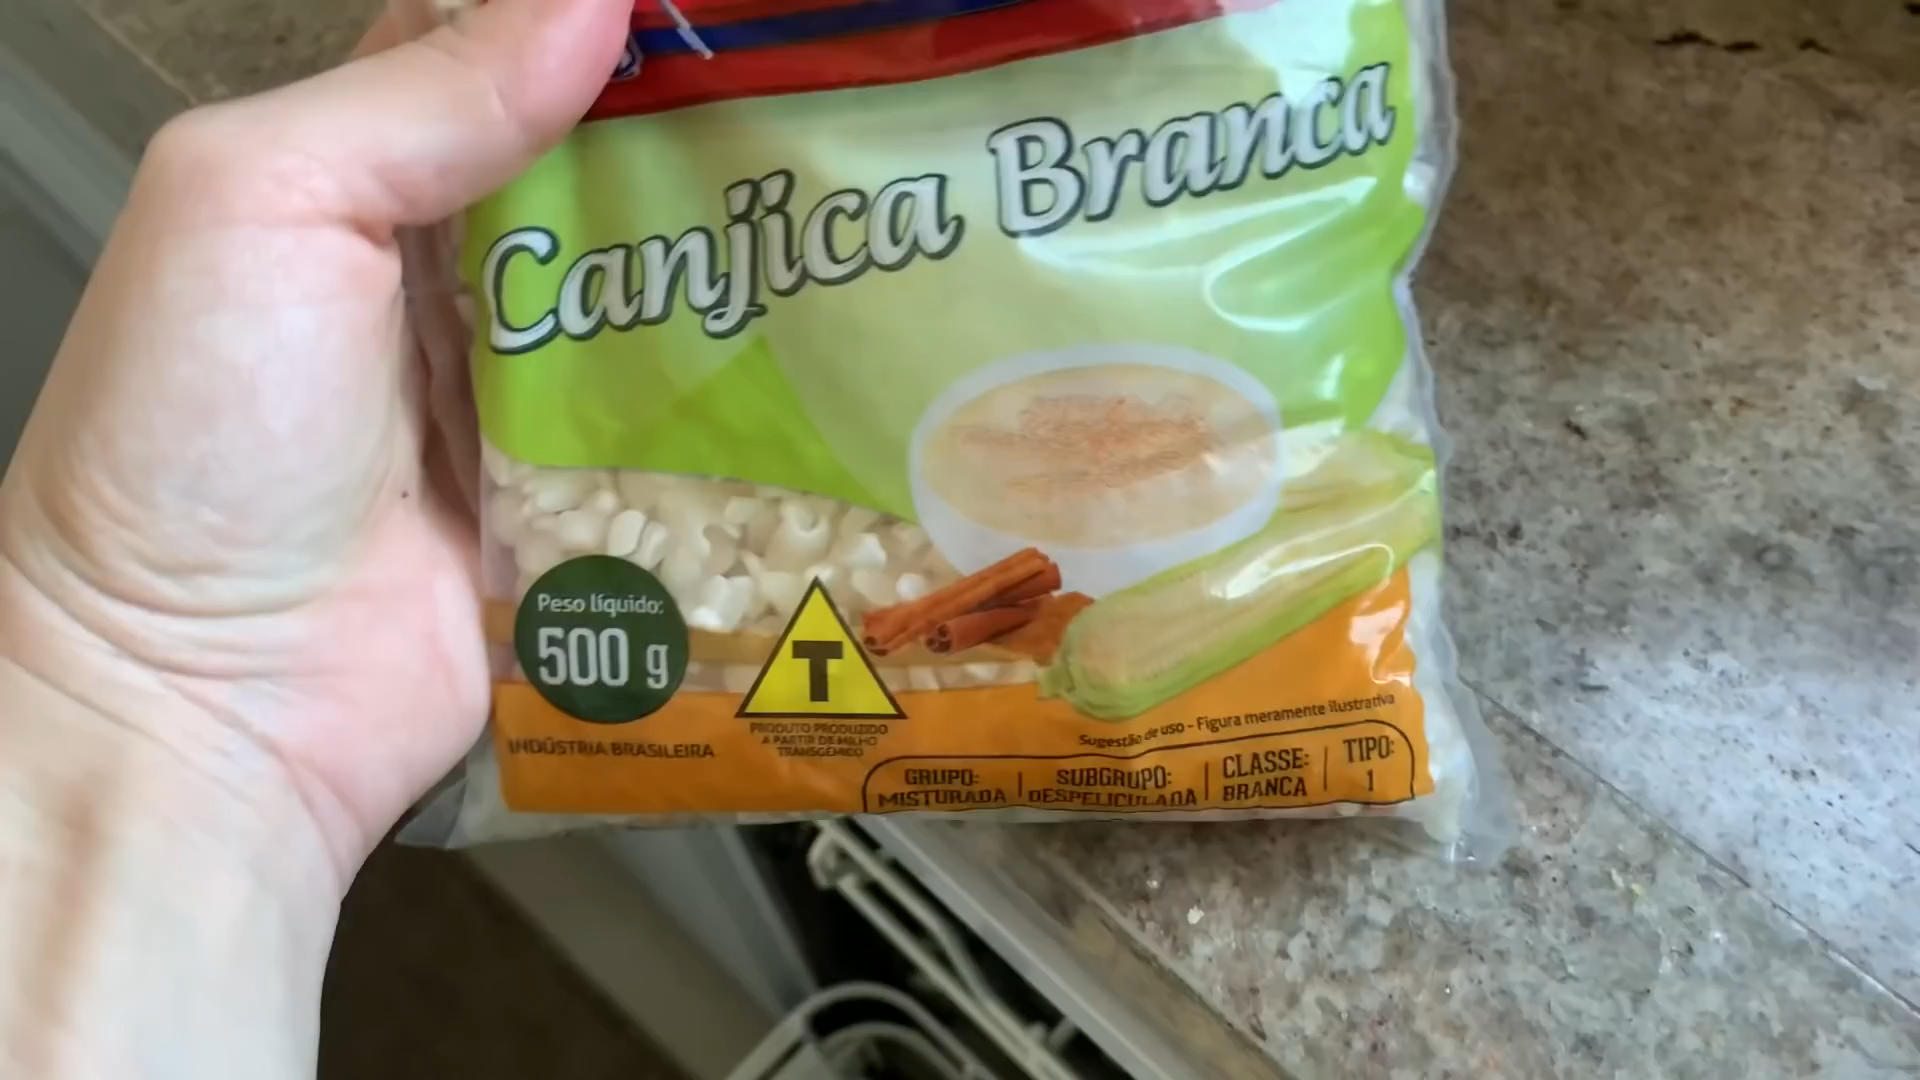 Canjica Branca
Peso líquido:
500 g
T
PRODUTO PRODUZIDO
A PARTIR DE MILHO
TRANSGÊNICO
INDÚSTRIA BRASILEIRA
Sugestão de uso - Figura meramente ilustrativa
GRUPO:
MISTURADA
SUBGRUPO:
DESPELICULADA
CLASSE:
BRANCA
TIPO:
1